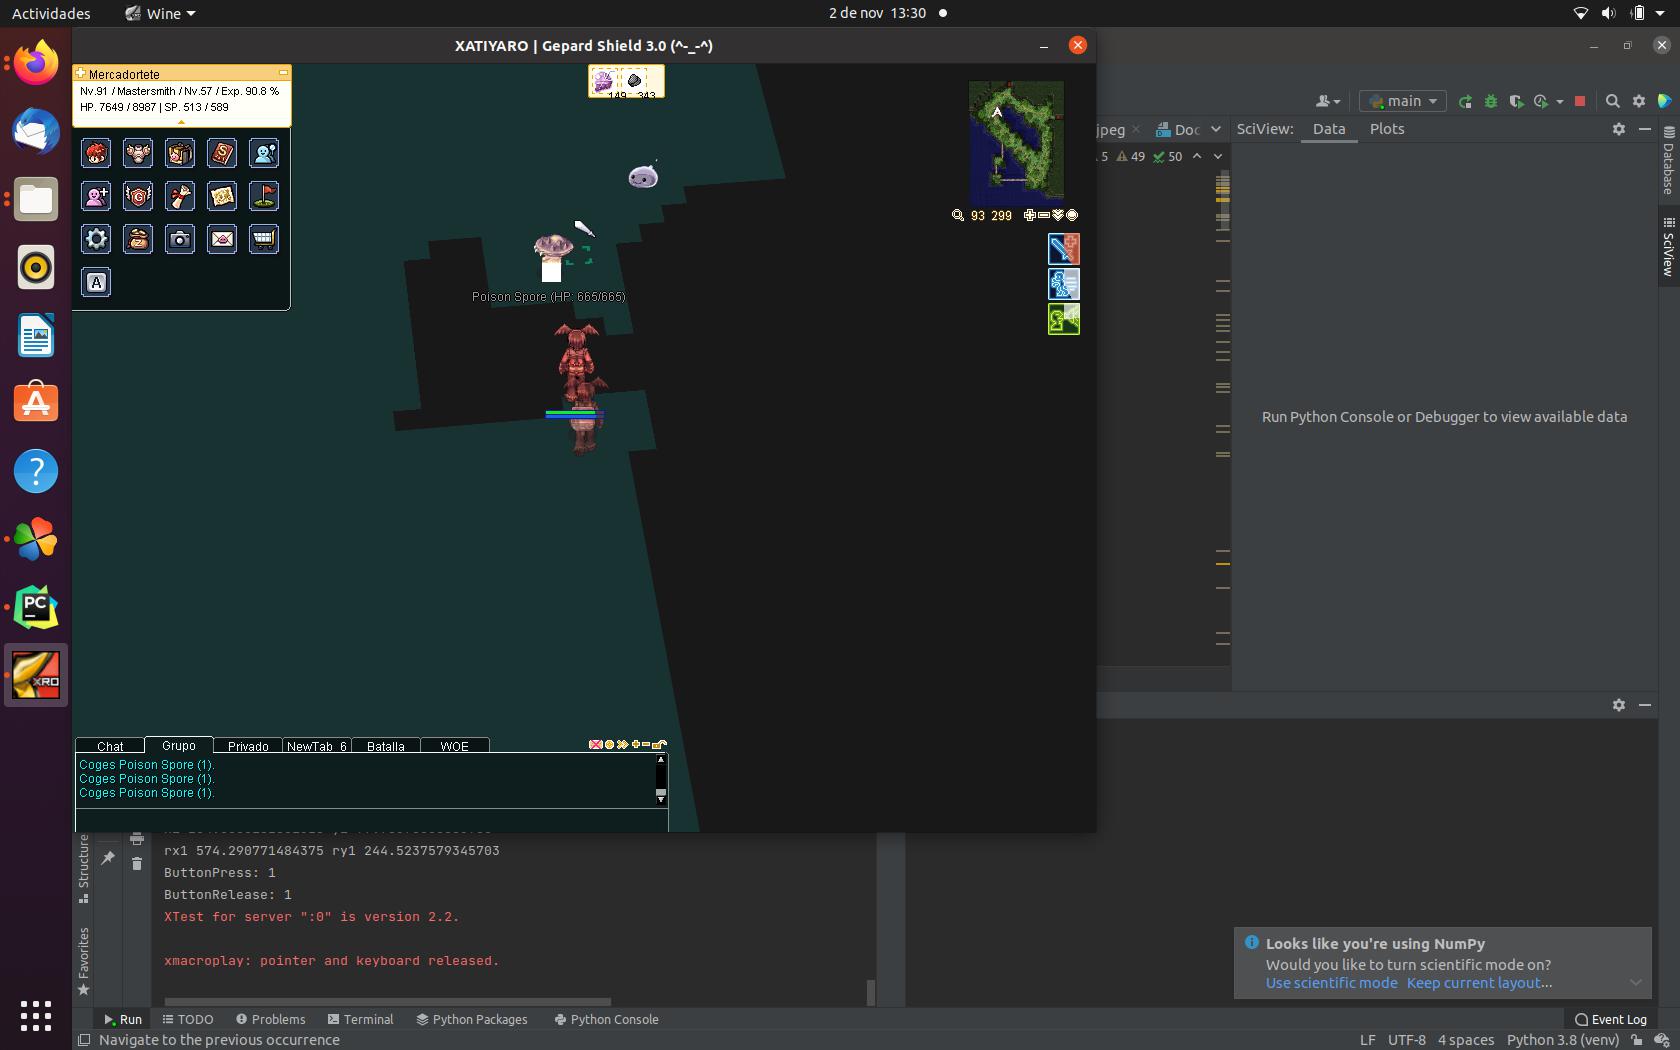 Actividades
Wine
2 de nov 13:30
XATIYARO | Gepard Shield 3.0 (^-_-^)
Mercadortete
Nv.91 / Mastersmith / Nv.57 / Exp. 90.8 %
HP. 7649 / 8987 | SP. 513 / 589
149 343
G
A
Poison Spore (HP: 665/665)
93 299
main
jpeg
Doc
5 49 50
SciView: Data Plots
Run Python Console or Debugger to view available data
Database
SciView
PC
XRO
Chat Grupo Privado NewTab 6 Batalla WOE
Coges Poison Spore (1).
Coges Poison Spore (1).
Coges Poison Spore (1).
rx1 574.290771484375 ry1 244.5237579345703
ButtonPress: 1
ButtonRelease: 1
XTest for server ":0" is version 2.2.
xmacroplay: pointer and keyboard released.
Structure
Favorites
Looks like you're using NumPy
Would you like to turn scientific mode on?
Use scientific mode Keep current layout...
Run TODO Problems Terminal Python Packages Python Console
Event Log
Navigate to the previous occurrence
LF UTF-8 4 spaces Python 3.8 (venv)